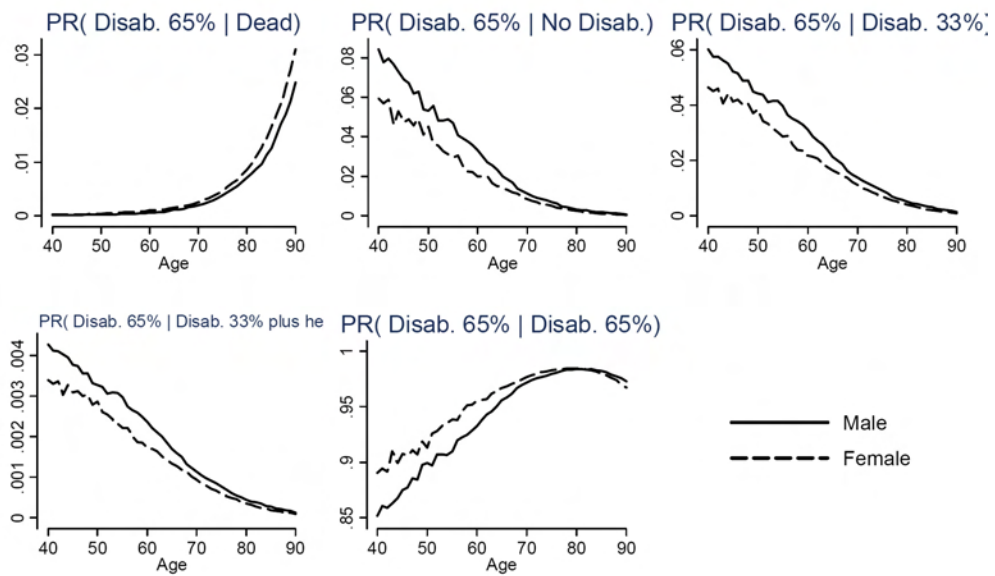 PR( Disab. 65% | Dead)
.03
.02
.01
0
40 50 60 70 80 90
Age
PR( Disab. 65% | No Disab.)
.08
.06
.04
.02
0
40 50 60 70 80 90
Age
PR( Disab. 65% | Disab. 33%)
.06
.04
.02
0
40 50 60 70 80 90
Age
PR( Disab. 65% | Disab. 33% plus he
.004
.003
.002
.001
0
40 50 60 70 80 90
Age
PR( Disab. 65% | Disab. 65%)
1
.95
.9
.85
40 50 60 70 80 90
Age
Male
Female